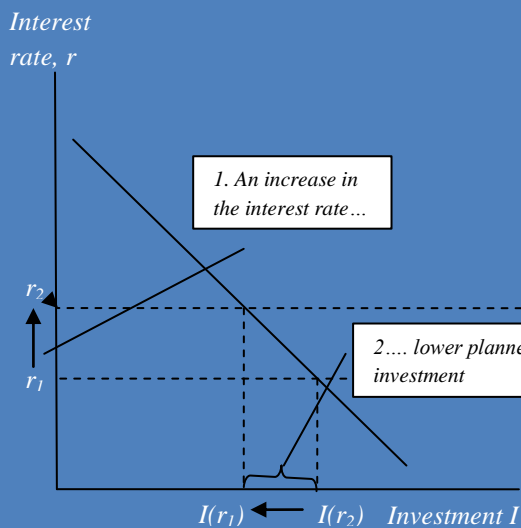 Interest
rate, r
1. An increase in
the interest rate…
r2
2.... lower planne
investment
r1
I(r1)
I(r2)
Investment I